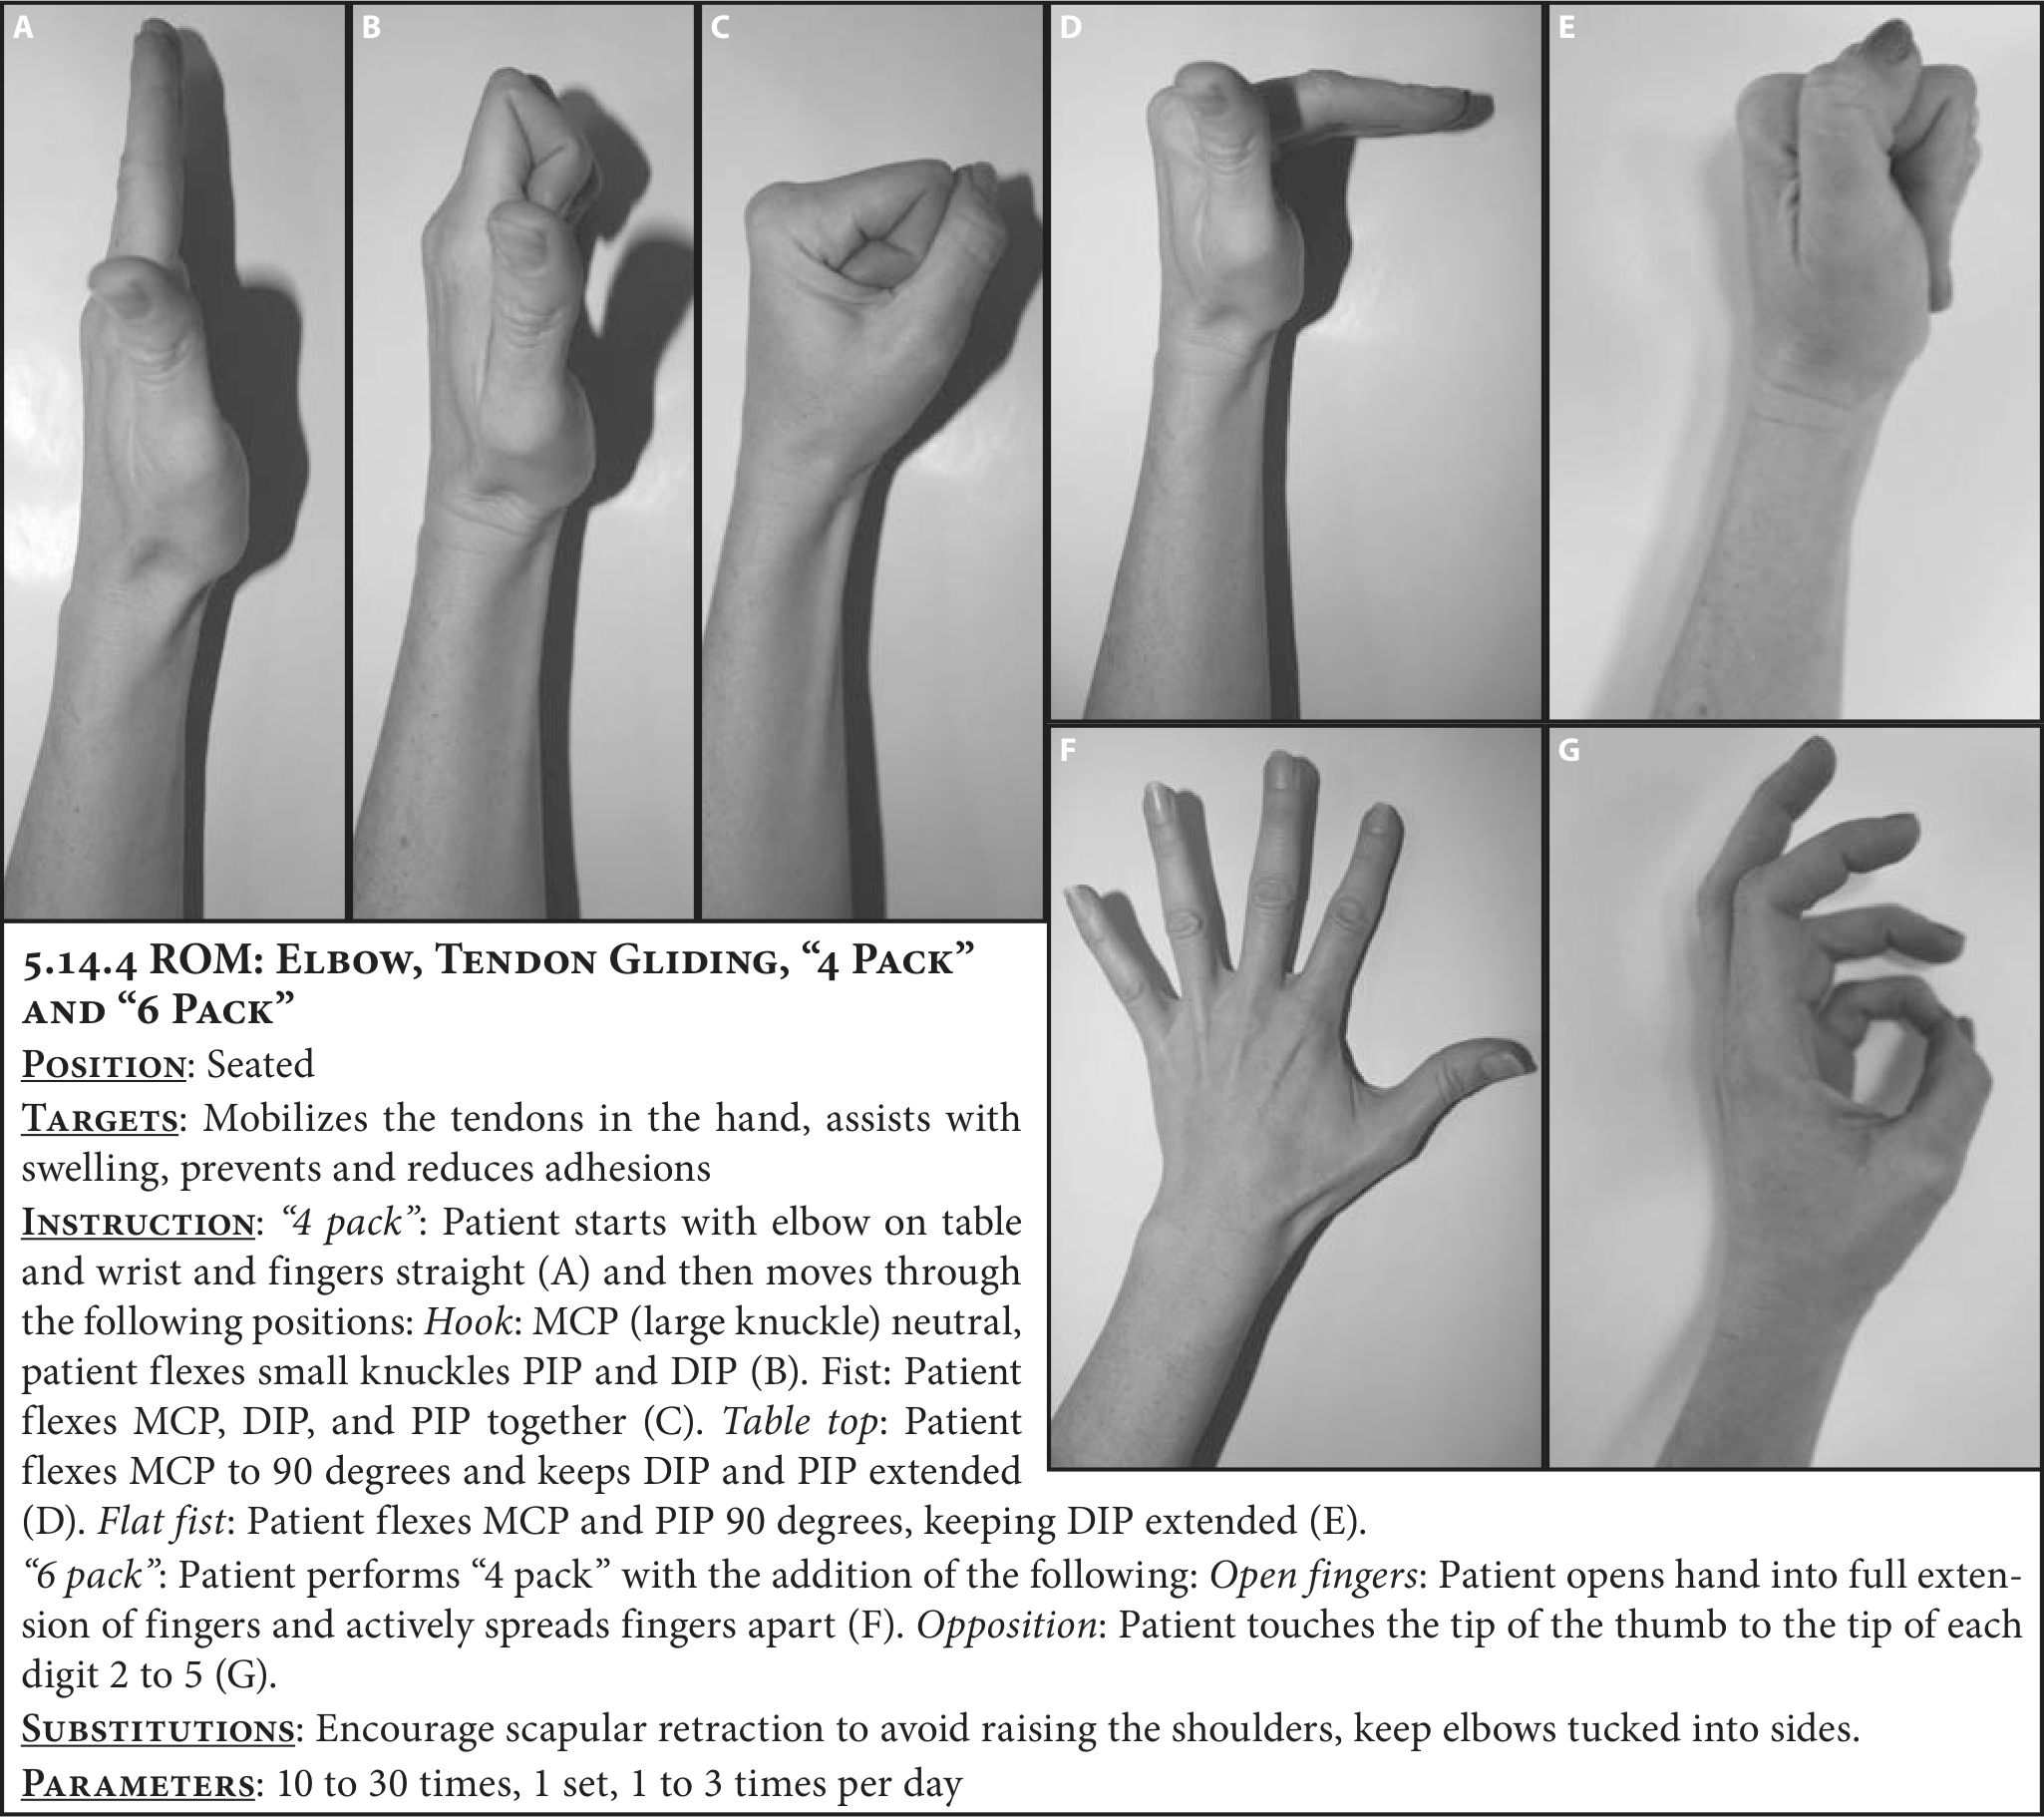 A
B
C
D
E
F
G
5.14.4 ROM: Elbow, Tendon Gliding, “4 Pack”
and “6 Pack”
Position: Seated
Targets: Mobilizes the tendons in the hand, assists with
swelling, prevents and reduces adhesions
Instruction: “4 pack”: Patient starts with elbow on table
and wrist and fingers straight (A) and then moves through
the following positions: Hook: MCP (large knuckle) neutral,
patient flexes small knuckles PIP and DIP (B). Fist: Patient
flexes MCP, DIP, and PIP together (C). Table top: Patient
flexes MCP to 90 degrees and keeps DIP and PIP extended
(D). Flat fist: Patient flexes MCP and PIP 90 degrees, keeping DIP extended (E).
“6 pack”: Patient performs “4 pack” with the addition of the following: Open fingers: Patient opens hand into full exten-
sion of fingers and actively spreads fingers apart (F). Opposition: Patient touches the tip of the thumb to the tip of each
digit 2 to 5 (G).
Substitutions: Encourage scapular retraction to avoid raising the shoulders, keep elbows tucked into sides.
Parameters: 10 to 30 times, 1 set, 1 to 3 times per day